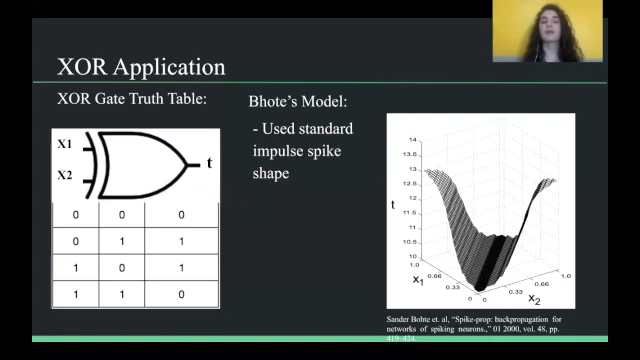 XOR Application
XOR Gate Truth Table:
X1
X2
t
0 0 0
0 1 1
1 0 1
1 1 0
Bhote's Model:
- Used standard
impulse spike
shape
14
13.5
13
12.5
12
11.5
11
10.5
10
t
1.0
0.66
0.33
0
x1
0
0.33
0.66
1.0
x2
Sander Bohte et. al, "Spike-prop: backpropagation for
networks of spiking neurons.," 01 2000, vol. 48, pp.
419–424.